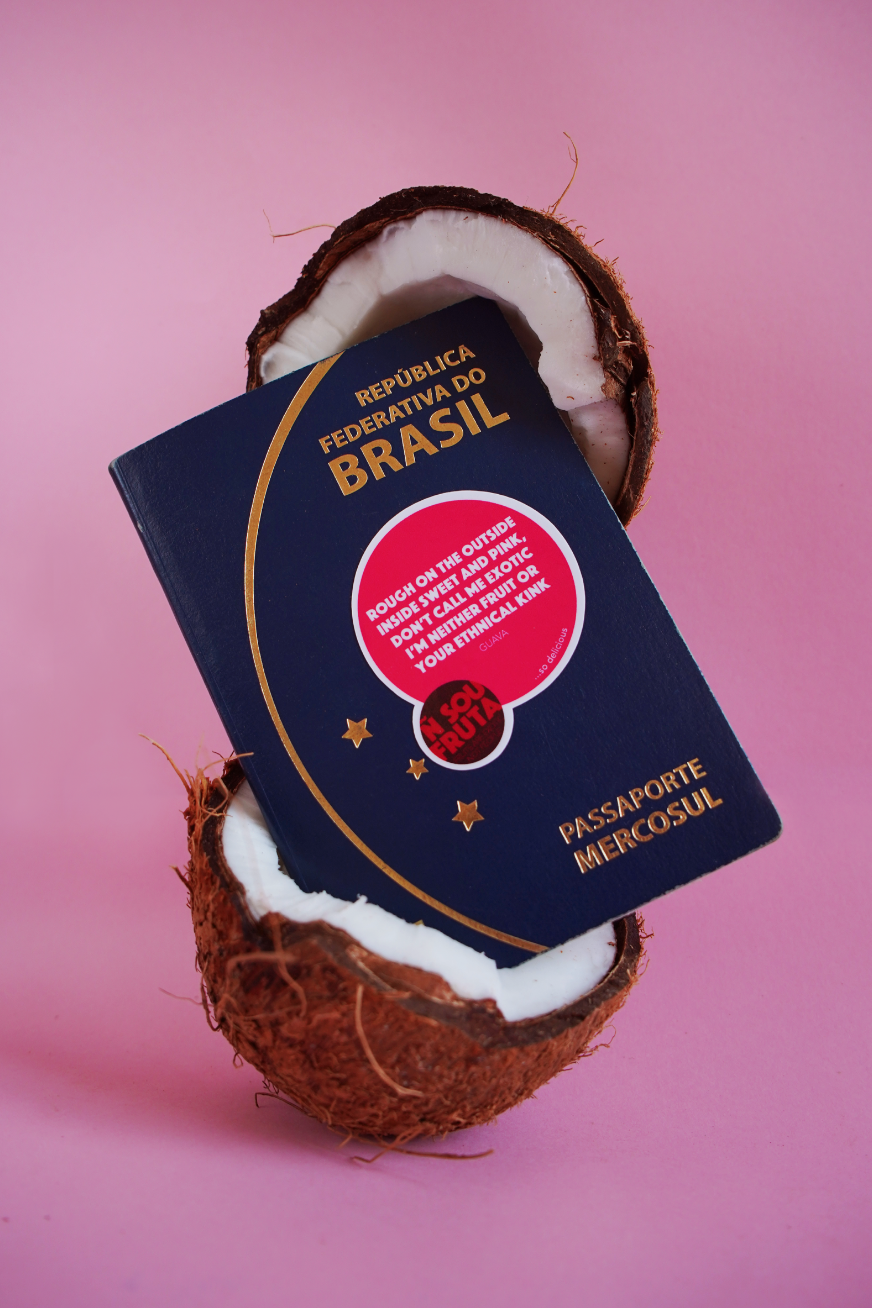 REPÚBLICA
FEDERATIVA DO
BRASIL
ROUGH ON THE OUTSIDE
INSIDE SWEET AND PINK,
DON'T CALL ME EXOTIC
I'M NEITHER FRUIT OR
YOUR ETHNICAL KINK
GUAVA
...so delicious
Ñ SOU
FRUTA
PASSAPORTE
MERCOSUL